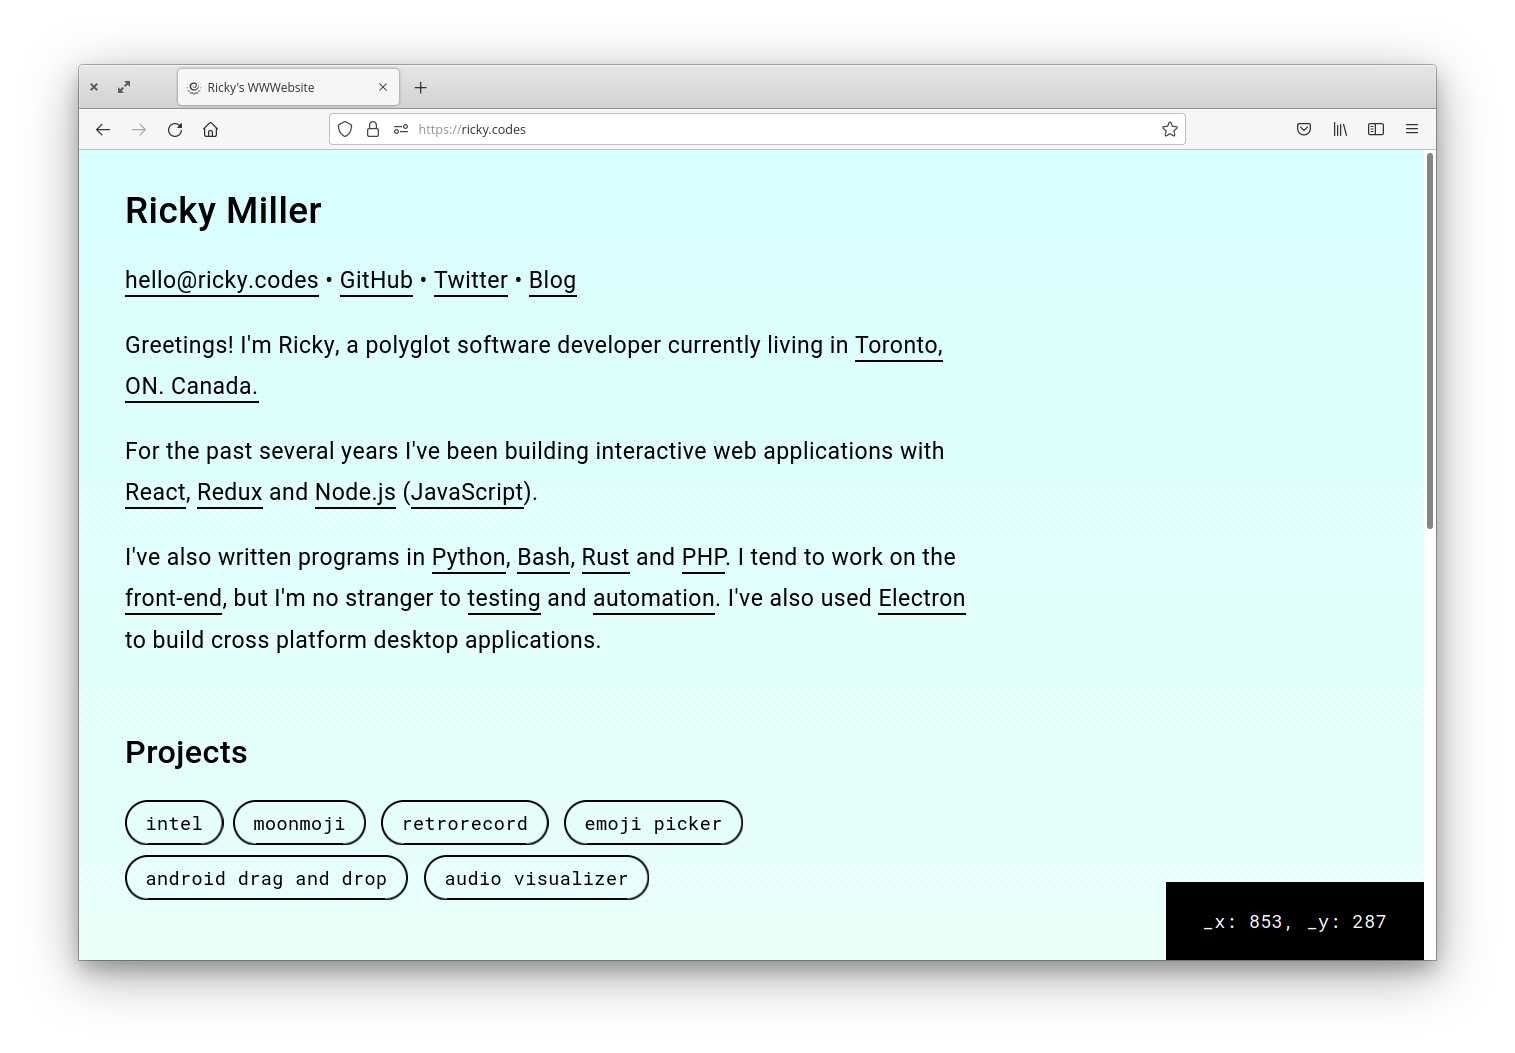 Ricky's WWWebsite
https://ricky.codes
Ricky Miller
hello@ricky.codes • GitHub • Twitter • Blog
Greetings! I'm Ricky, a polyglot software developer currently living in Toronto,
ON. Canada.
For the past several years I've been building interactive web applications with
React, Redux and Node.js (JavaScript).
I've also written programs in Python, Bash, Rust and PHP. I tend to work on the
front-end, but I'm no stranger to testing and automation. I've also used Electron
to build cross platform desktop applications.
Projects
intel moonmoji retrorecord emoji picker
android drag and drop audio visualizer
_x: 853, _y: 287